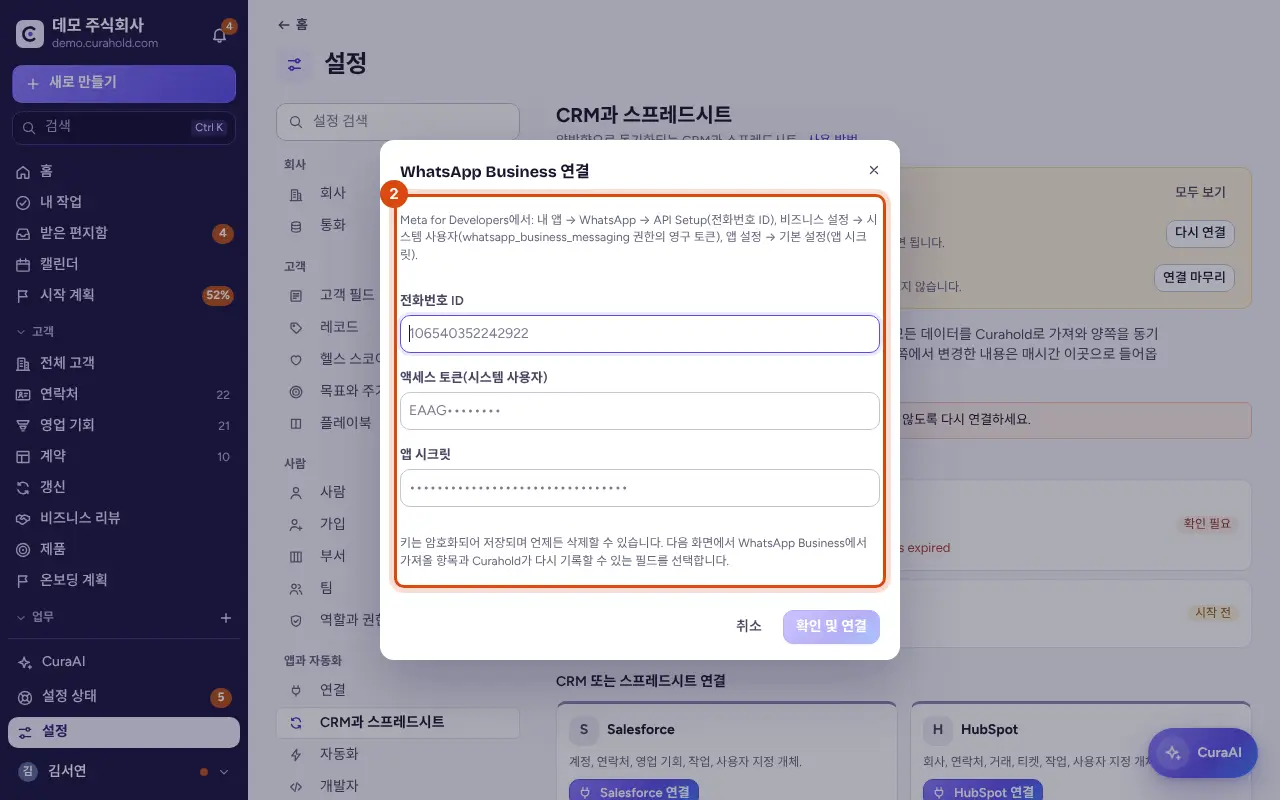 데모 주식회사
demo.curahold.com
4
새로 만들기
검색
Ctrl K
홈
내 작업
받은 편지함
4
캘린더
시작 계획
52%
고객
전체 고객
연락처
22
영업 기회
21
계약
10
갱신
비즈니스 리뷰
제품
온보딩 계획
업무
CuraAI
설정 상태
5
설정
김
김서연
홈
설정
설정 검색
회사
회사
통화
고객
고객 필드
레코드
헬스 스코어
목표와 주기
플레이북
사람
사람
가입
부서
팀
역할과 권한
앱과 자동화
연결
CRM과 스프레드시트
자동화
개발자
CRM과 스프레드시트
사용 방법
모두 보기
면 됩니다.
다시 연결
지 않습니다.
연결 마무리
모든 데이터를 Curahold로 가져와 양쪽을 동기
쪽에서 변경한 내용은 매시간 이곳으로 들어옵
않도록 다시 연결하세요.
확인 필요
s expired
시작 전
WhatsApp Business 연결
2
Meta for Developers에서: 내 앱 → WhatsApp → API Setup(전화번호 ID), 비즈니스 설정 → 시
스템 사용자(whatsapp_business_messaging 권한의 영구 토큰), 앱 설정 → 기본 설정(앱 시크
릿).
전화번호 ID
106540352242922
액세스 토큰(시스템 사용자)
EAAG••••••••
앱 시크릿
••••••••••••••••••••••••••••••••
키는 암호화되어 저장되며 언제든 삭제할 수 있습니다. 다음 화면에서 WhatsApp Business에서
가져올 항목과 Curahold가 다시 기록할 수 있는 필드를 선택합니다.
취소
확인 및 연결
CRM 또는 스프레드시트 연결
S
Salesforce
계정, 연락처, 영업 기회, 작업, 사용자 지정 개체.
Salesforce 연결
H
HubSpot
회사, 연락처, 거래, 티켓, 작업, 사용자 지정 개체
HubSpot 연결
CuraAI